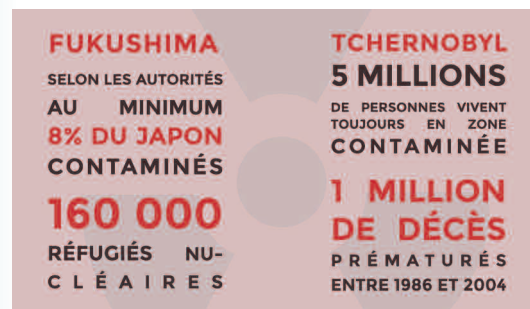 FUKUSHIMA
SELON LES AUTORITÉS
AU MINIMUM
8% DU JAPON
CONTAMINÉS
160 000
RÉFUGIÉS NU-
CLÉAIRES
TCHERNOBYL
5 MILLIONS
DE PERSONNES VIVENT
TOUJOURS EN ZONE
CONTAMINÉE
1 MILLION
DE DÉCÈS
PRÉMATURÉS
ENTRE 1986 ET 2004